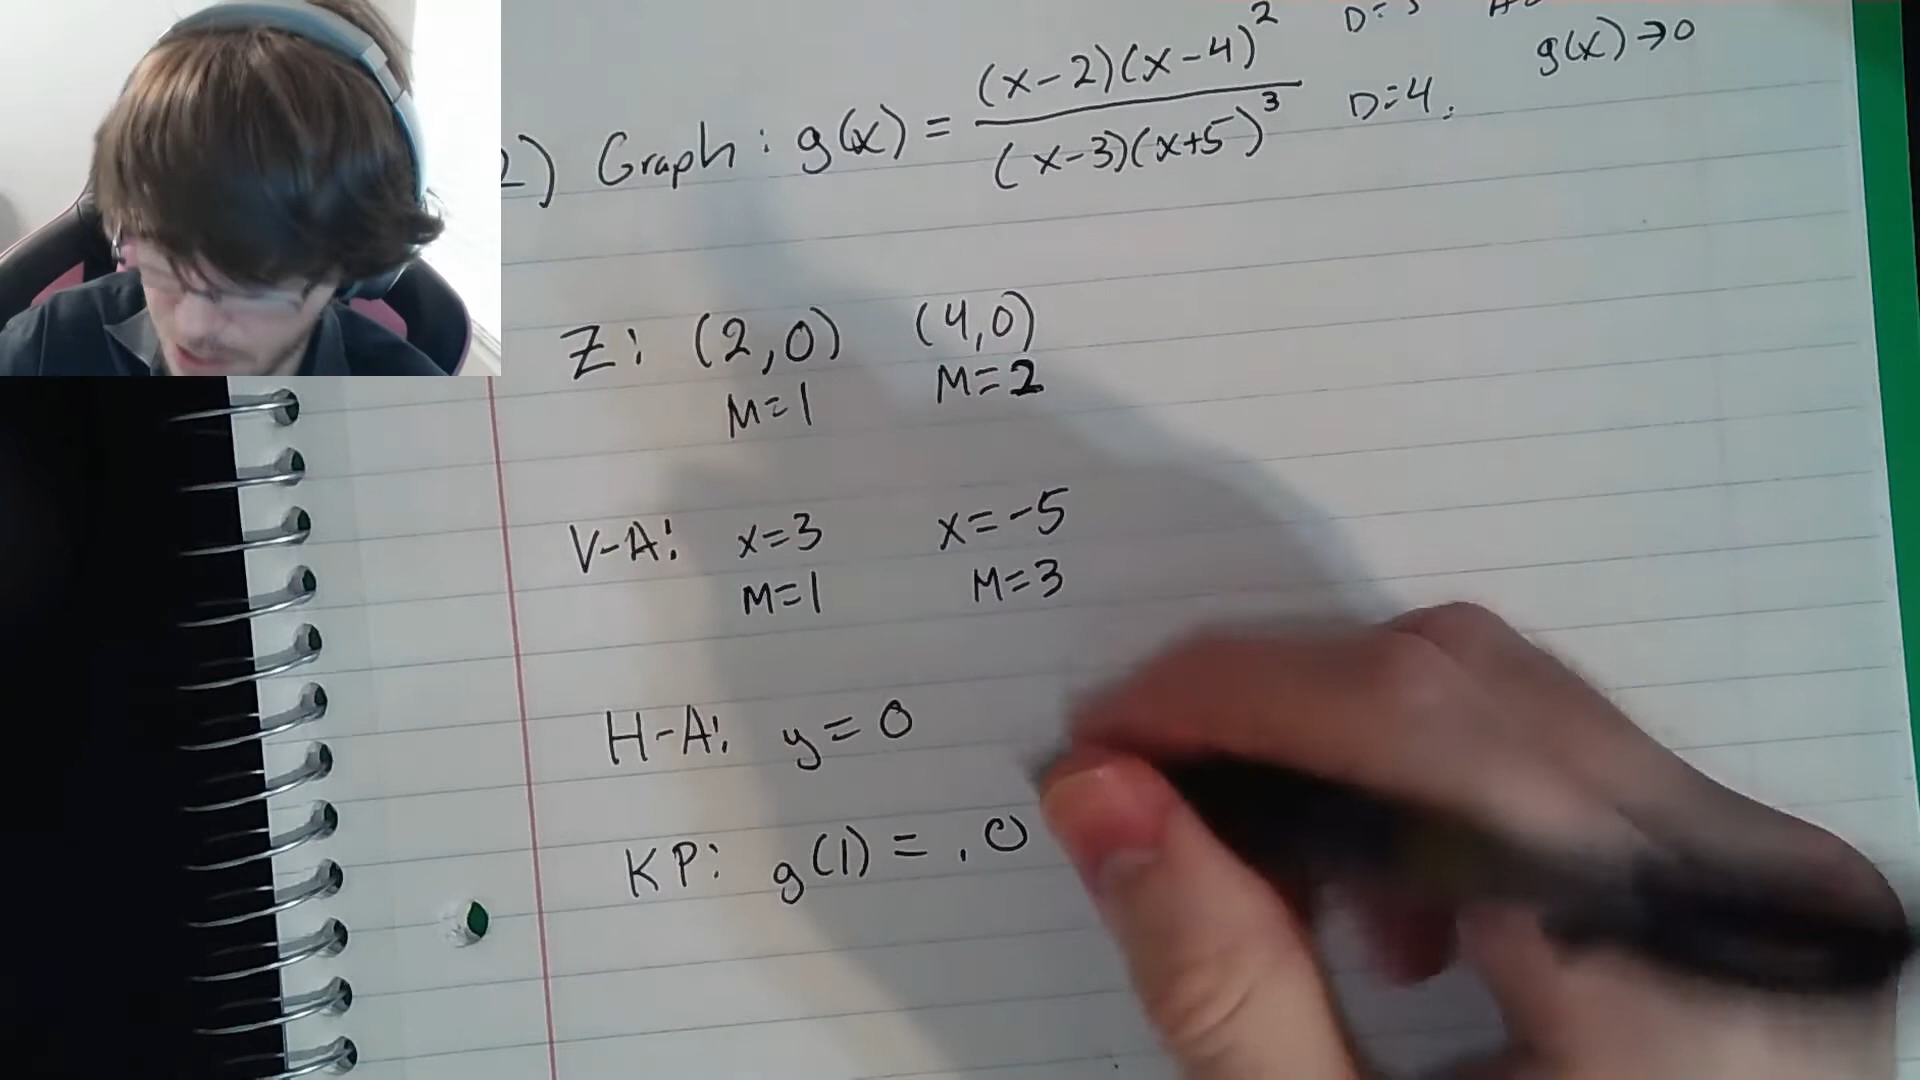 D=3
g(x)→0
2) Graph: g(x) = (x-2)(x-4)² / (x-3)(x+5)³ D=4
Z: (2,0) (4,0)
M=1 M=2
V-A: x=3 x=-5
M=1 M=3
H-A: y=0
KP: g(1) = .0